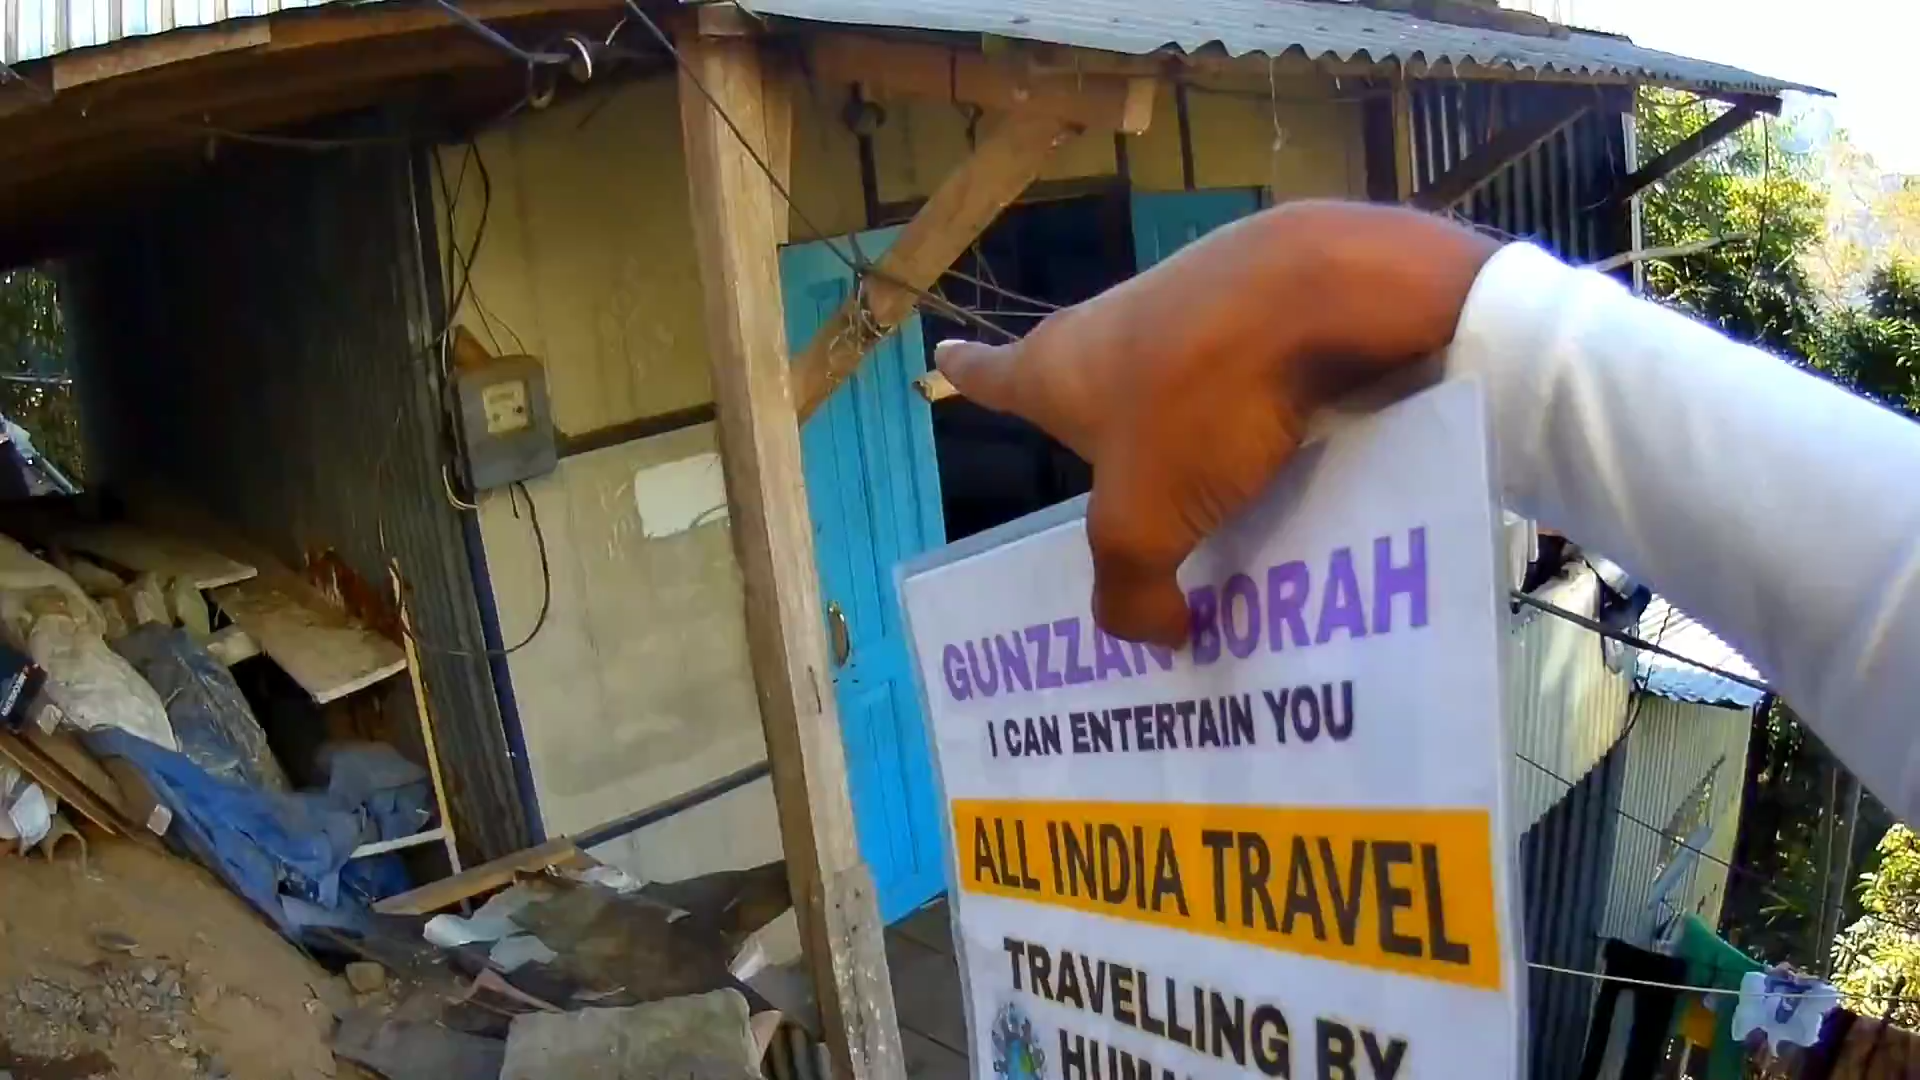 GUNZZAN BORAH
I CAN ENTERTAIN YOU
ALL INDIA TRAVEL
TRAVELLING BY